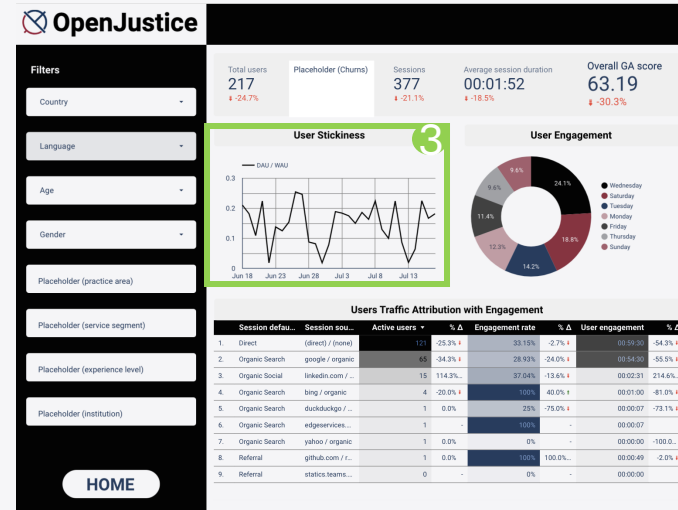 OpenJustice
Filters
Country
Language
Age
Gender
Placeholder (practice area)
Placeholder (service segment)
Placeholder (experience level)
Placeholder (institution)
HOME
Total users
217
-24.7%
Placeholder (Churns)
Sessions
377
-21.1%
Average session duration
00:01:52
-18.5%
Overall GA score
63.19
-30.3%
User Stickiness
3
DAU / WAU
0.3
0.2
0.1
0
Jun 18 Jun 23 Jun 28 Jul 3 Jul 8 Jul 13
User Engagement
24.1%
18.8%
14.2%
12.3%
11.4%
9.6%
9.6%
Wednesday
Saturday
Tuesday
Monday
Friday
Thursday
Sunday
Users Traffic Attribution with Engagement
Session defau... Session sou... Active users % Δ Engagement rate % Δ User engagement % Δ
1. Direct (direct) / (none) 121 -25.3% 33.15% -2.7% 00:59:30 -54.3%
2. Organic Search google / organic 65 -34.3% 28.93% -24.0% 00:54:30 -55.5%
3. Organic Social linkedin.com / ... 15 114.3%... 37.04% -13.6% 00:02:31 214.6%...
4. Organic Search bing / organic 4 -20.0% 100% 40.0% 00:01:00 -81.0%
5. Organic Search duckduckgo / ... 1 0.0% 25% -75.0% 00:00:07 -73.1%
6. Organic Search edgeservices.... 1 - 100% - 00:00:07
7. Organic Search yahoo / organic 1 0.0% 0% - 00:00:00 -100.0...
8. Referral github.com / r... 1 0.0% 100% 100.0%... 00:00:49 -2.0%
9. Referral statics.teams.... 0 - 0% - 00:00:00